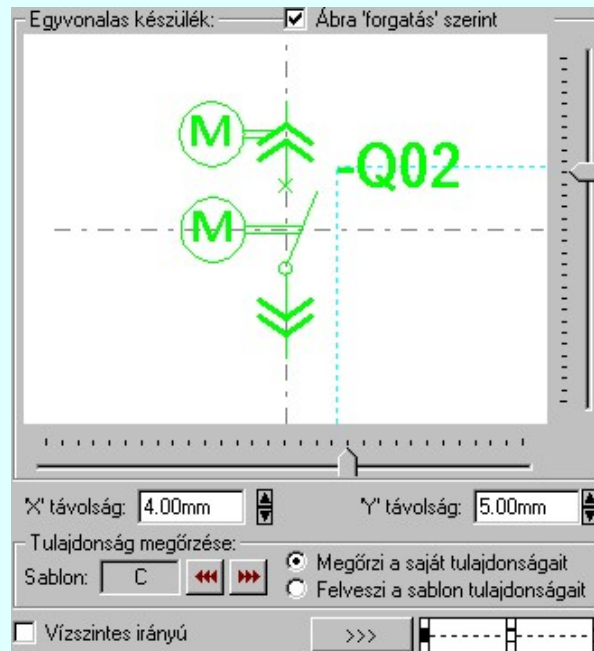 Egyvonalas készülék: Ábra 'forgatás' szerint
M
-Q02
M
'X' távolság: 4.00mm 'Y' távolság: 5.00mm
Tulajdonság megőrzése:
Sablon: C Megőrzi a saját tulajdonságait
Felveszi a sablon tulajdonságait
Vízszintes irányú >>>